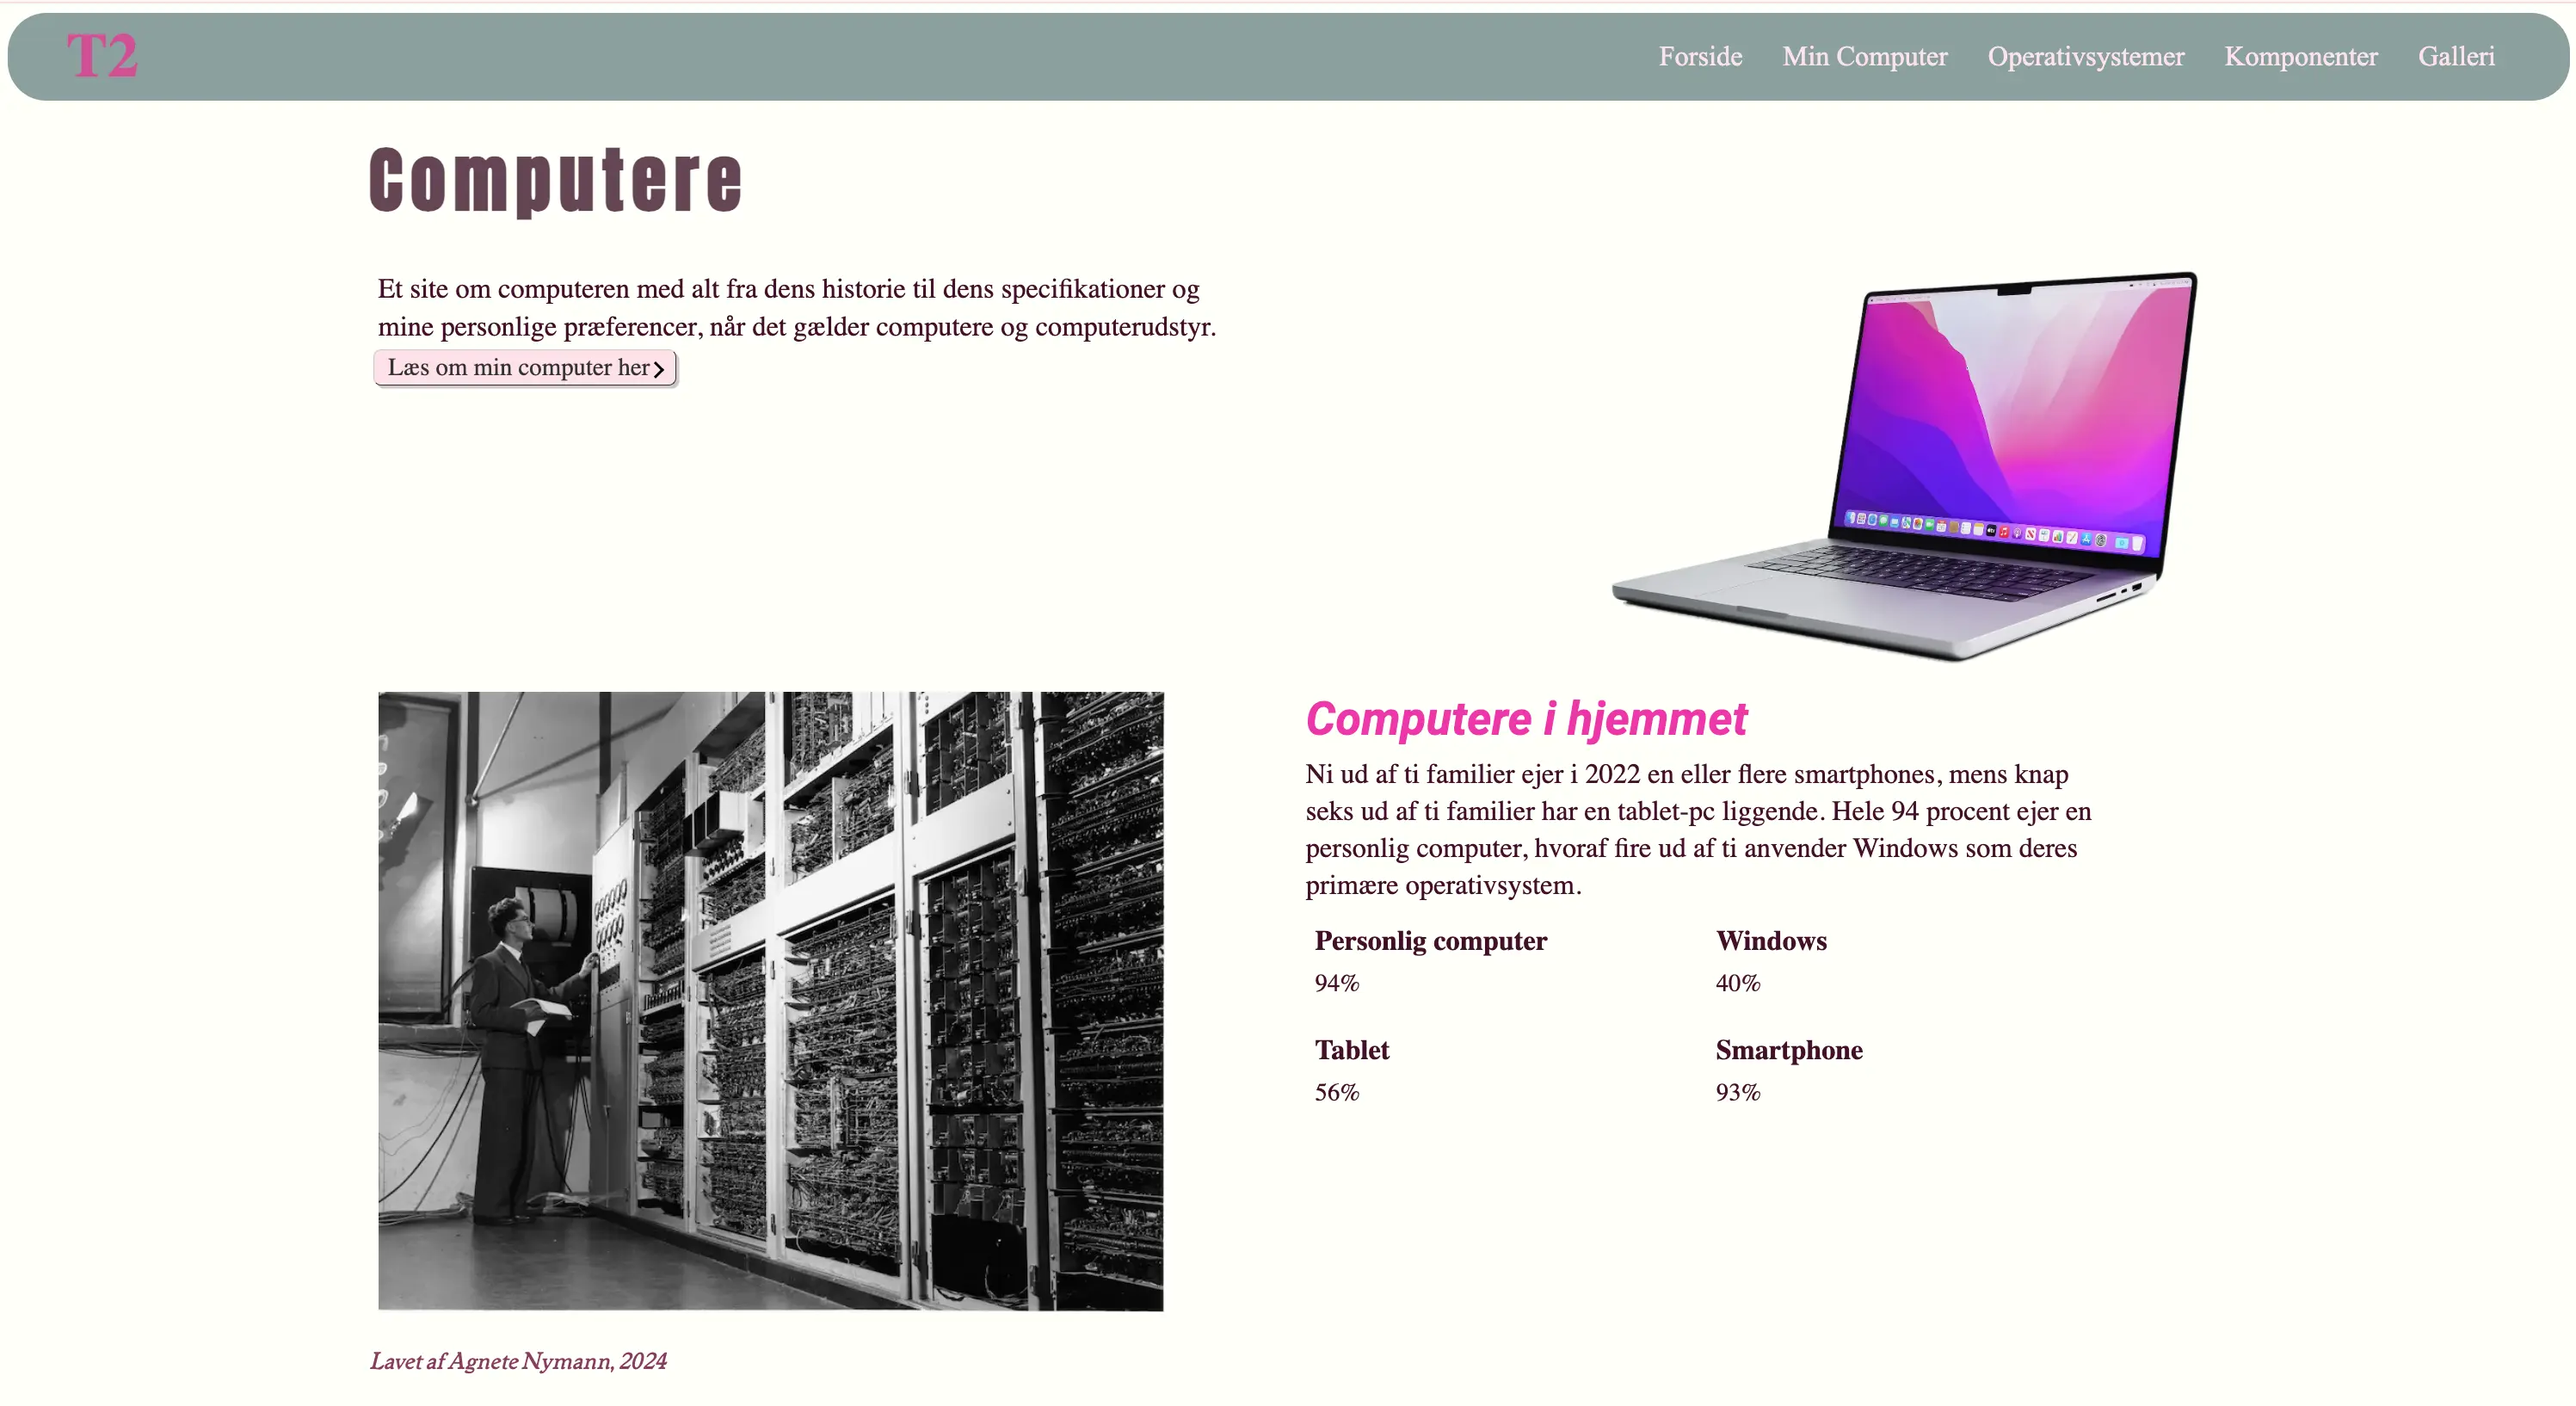 T2
Forside
Min Computer
Operativsystemer
Komponenter
Galleri
Computere
Et site om computeren med alt fra dens historie til dens specifikationer og
mine personlige præferencer, når det gælder computere og computerudstyr.
Læs om min computer her
Computere i hjemmet
Ni ud af ti familier ejer i 2022 en eller flere smartphones, mens knap
seks ud af ti familier har en tablet-pc liggende. Hele 94 procent ejer en
personlig computer, hvoraf fire ud af ti anvender Windows som deres
primære operativsystem.
Personlig computer
94%
Windows
40%
Tablet
56%
Smartphone
93%
Lavet af Agnete Nymann, 2024